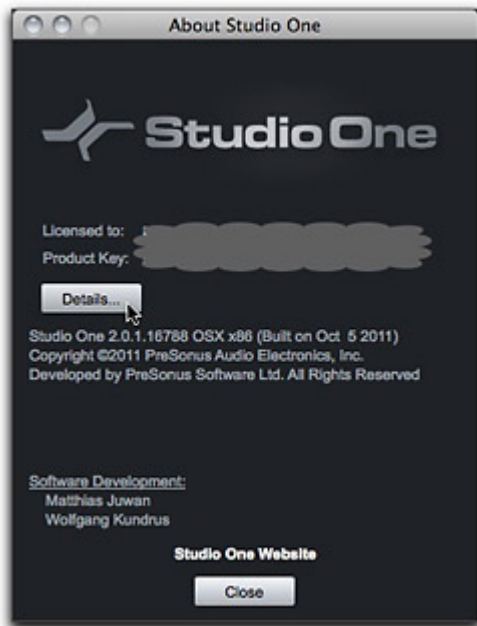 About Studio One
Studio One
Licensed to:
Product Key:
Details...
Studio One 2.0.1.16788 OSX x86 (Built on Oct 5 2011)
Copyright ©2011 PreSonus Audio Electronics, Inc.
Developed by PreSonus Software Ltd. All Rights Reserved
Software Development:
Matthias Juwan
Wolfgang Kundrus
Studio One Website
Close